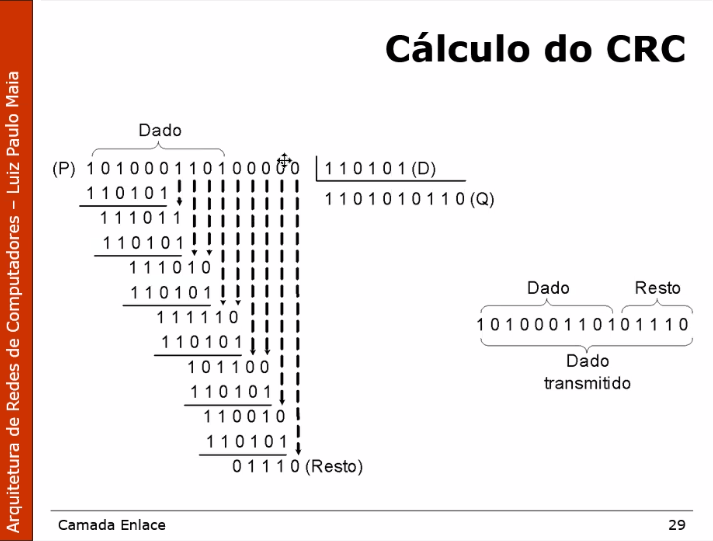 Cálculo do CRC
Arquitetura de Redes de Computadores – Luiz Paulo Maia
Dado
(P) 1 0 1 0 0 0 1 1 0 1 0 0 0 0 0 1 1 0 1 0 1 (D)
1 1 0 1 0 1 1 1 0 1 0 1 0 1 1 0 (Q)
1 1 1 0 1 1
1 1 0 1 0 1
1 1 1 0 1 0
1 1 0 1 0 1
1 1 1 1 1 0
1 1 0 1 0 1
1 0 1 1 0 0
1 1 0 1 0 1
1 1 0 0 1 0
1 1 0 1 0 1
0 1 1 1 0 (Resto)
Dado Resto
1 0 1 0 0 0 1 1 0 1 0 1 1 1 0
Dado
transmitido
Camada Enlace 29